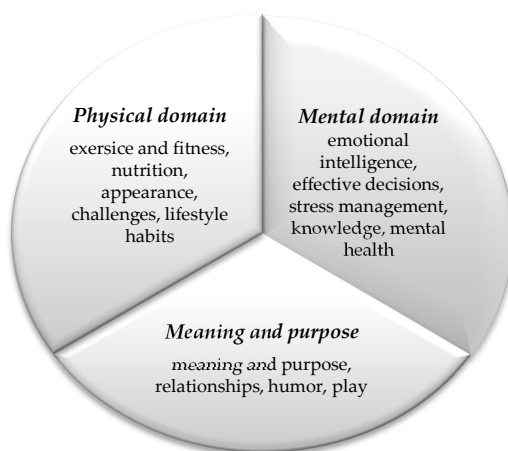 Physical domain
exersice and fitness,
nutrition,
appearance,
challenges, lifestyle
habits
Mental domain
emotional
intelligence,
effective decisions,
stress management,
knowledge, mental
health
Meaning and purpose
meaning and purpose,
relationships, humor, play